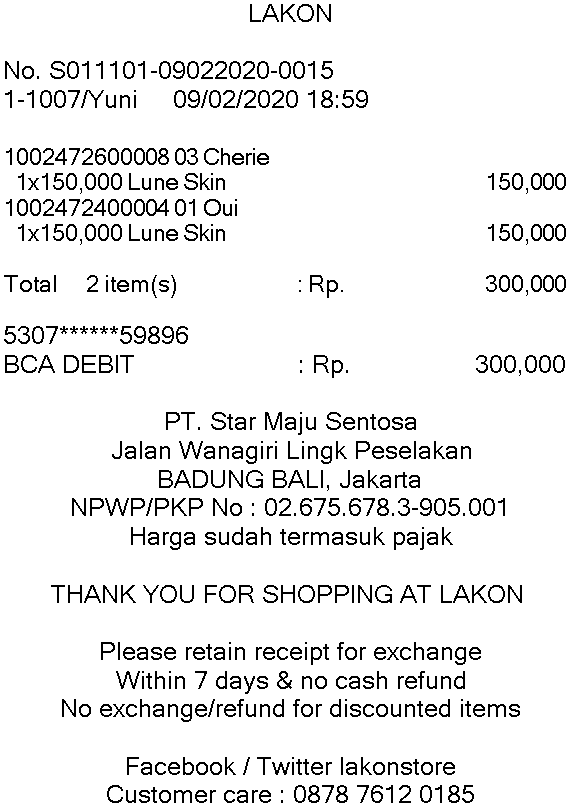 LAKON
No. S011101-09022020-0015
1-1007/Yuni 09/02/2020 18:59
1002472600008 03 Cherie
1x150,000 Lune Skin 150,000
1002472400004 01 Oui
1x150,000 Lune Skin 150,000
Total 2 item(s) : Rp. 300,000
5307******59896
BCA DEBIT : Rp. 300,000
PT. Star Maju Sentosa
Jalan Wanagiri Lingk Peselakan
BADUNG BALI, Jakarta
NPWP/PKP No : 02.675.678.3-905.001
Harga sudah termasuk pajak
THANK YOU FOR SHOPPING AT LAKON
Please retain receipt for exchange
Within 7 days & no cash refund
No exchange/refund for discounted items
Facebook / Twitter lakonstore
Customer care : 0878 7612 0185